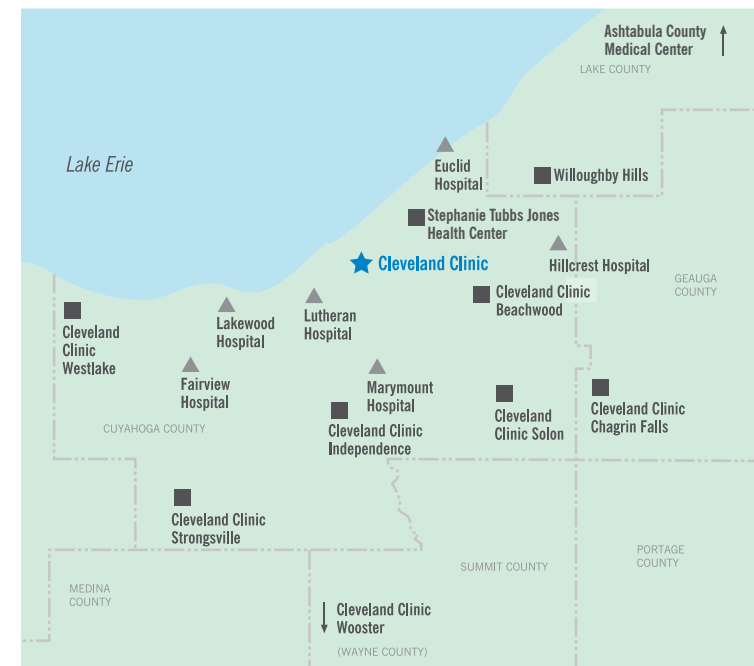 Ashtabula County
Medical Center
LAKE COUNTY
Lake Erie
Euclid
Hospital
Willoughby Hills
Stephanie Tubbs Jones
Health Center
Cleveland Clinic
Hillcrest Hospital
GEAUGA
COUNTY
Cleveland Clinic
Beachwood
Cleveland
Clinic
Westlake
Lakewood
Hospital
Lutheran
Hospital
Fairview
Hospital
Marymount
Hospital
Cleveland Clinic
Independence
Cleveland
Clinic Solon
Cleveland Clinic
Chagrin Falls
CUYAHOGA COUNTY
Cleveland Clinic
Strongsville
MEDINA
COUNTY
SUMMIT COUNTY
PORTAGE
COUNTY
Cleveland Clinic
Wooster
(WAYNE COUNTY)